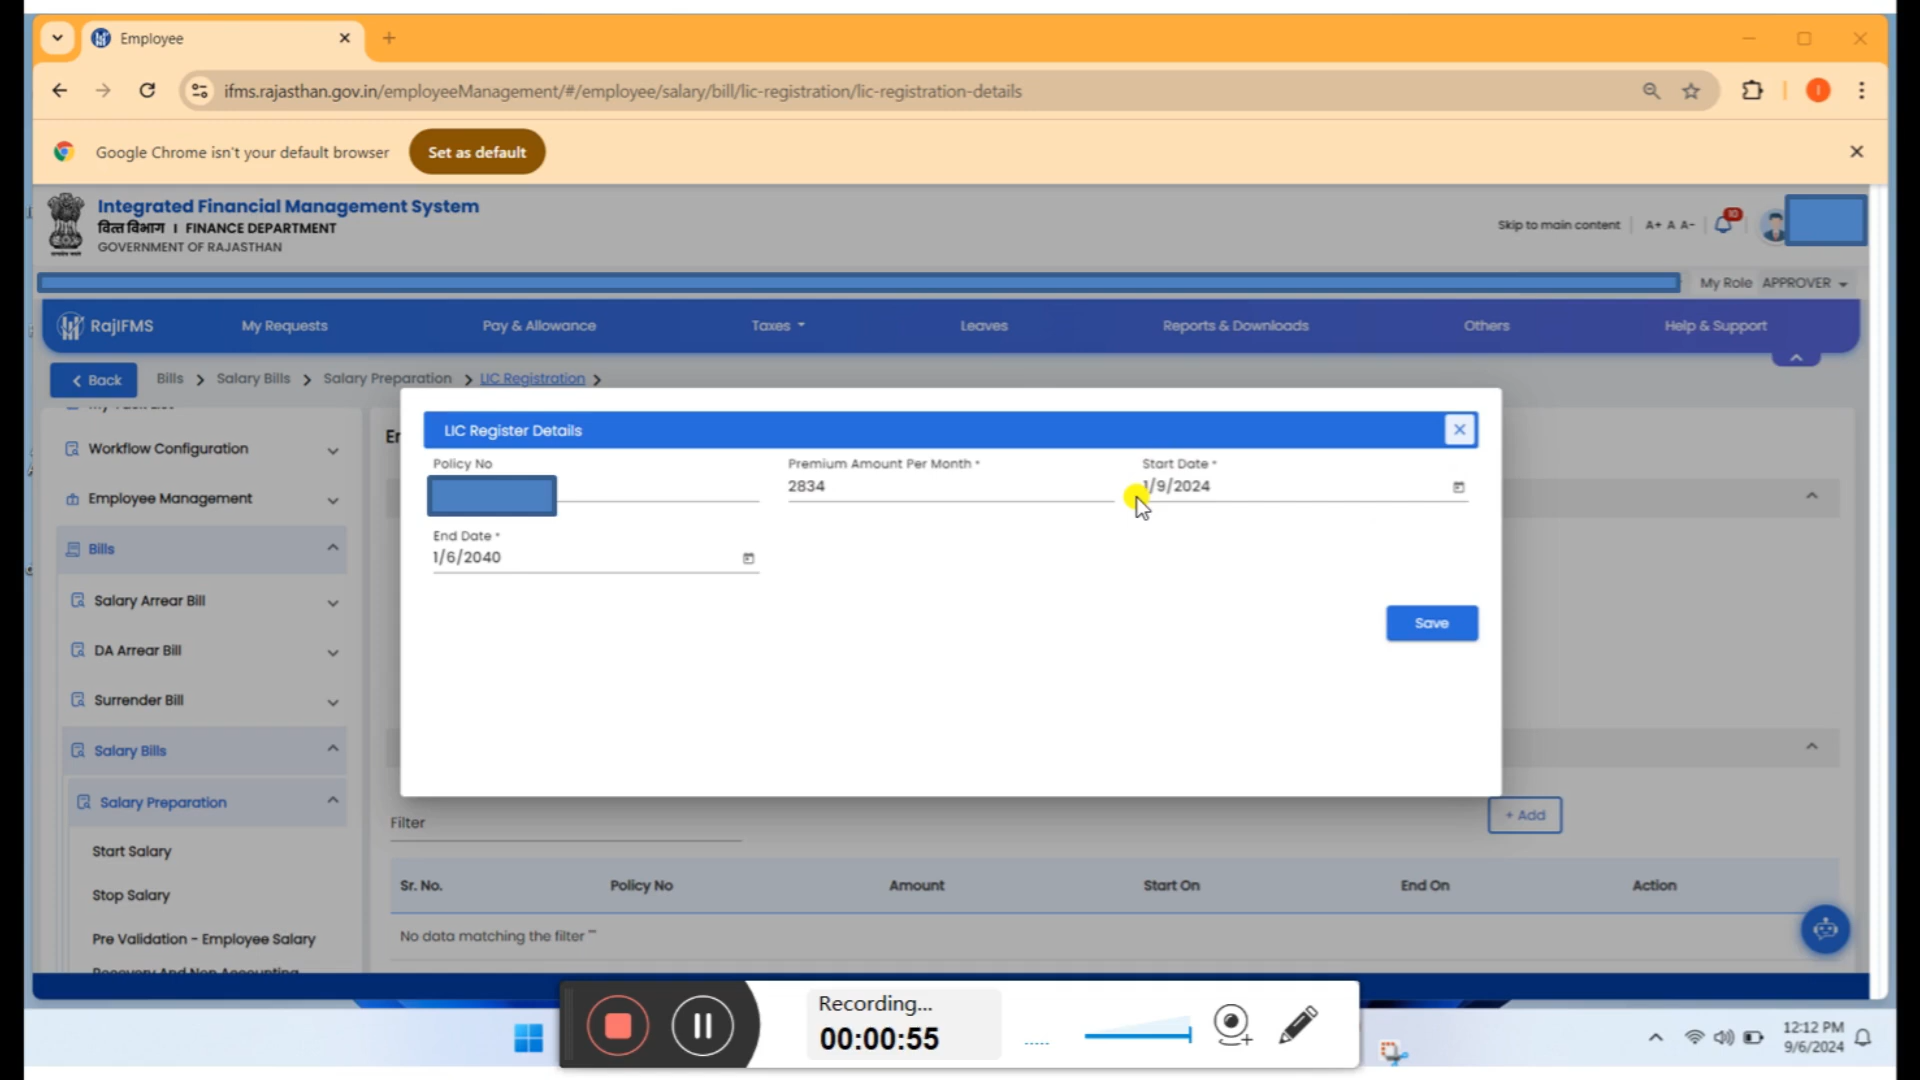 Employee
ifms.rajasthan.gov.in/employeeManagement/#/employee/salary/bill/lic-registration/lic-registration-details
Google Chrome isn't your default browser
Set as default
Integrated Financial Management System
वित्त विभाग । FINANCE DEPARTMENT
GOVERNMENT OF RAJASTHAN
Skip to main content
A+ A A-
10
My Role APPROVER
RajIFMS
My Requests
Pay & Allowance
Taxes
Leaves
Reports & Downloads
Others
Help & Support
Back
Bills > Salary Bills > Salary Preparation > LIC Registration >
Workflow Configuration
Employee Management
Bills
Salary Arrear Bill
DA Arrear Bill
Surrender Bill
Salary Bills
Salary Preparation
Start Salary
Stop Salary
Pre Validation - Employee Salary
Recovery And Non Accounting
LIC Register Details
Policy No
Premium Amount Per Month *
2834
Start Date *
1/9/2024
End Date *
1/6/2040
Save
Filter
+ Add
Sr. No. Policy No Amount Start On End On Action
No data matching the filter ""
Recording...
00:00:55
12:12 PM
9/6/2024